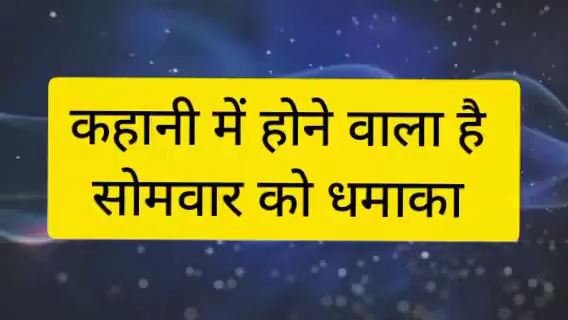 कहानी में होने वाला है
सोमवार को धमाका